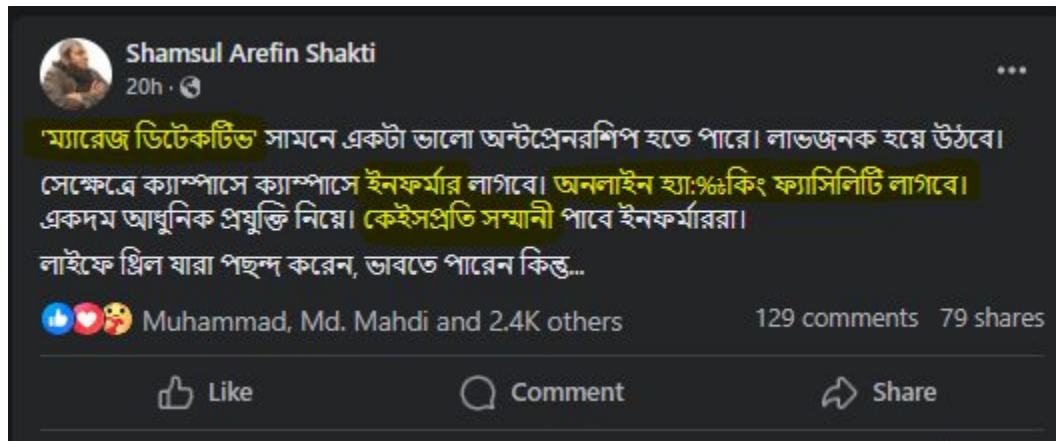 Shamsul Arefin Shakti
20h ·
'ম্যারেজ ডিটেকটিভ' সামনে একটা ভালো অন্টপ্রেনরশিপ হতে পারে। লাভজনক হয়ে উঠবে।
সেক্ষেত্রে ক্যাম্পাসে ক্যাম্পাসে ইনফর্মার লাগবে। অনলাইন হ্যা:%‰কিং ফ্যাসিলিটি লাগবে।
একদম আধুনিক প্রযুক্তি নিয়ে। কেইসপ্রতি সম্মানী পাবে ইনফর্মাররা।
লাইফে থ্রিল যারা পছন্দ করেন, ভাবতে পারেন কিন্তু...
Muhammad, Md. Mahdi and 2.4K others 129 comments 79 shares
Like Comment Share